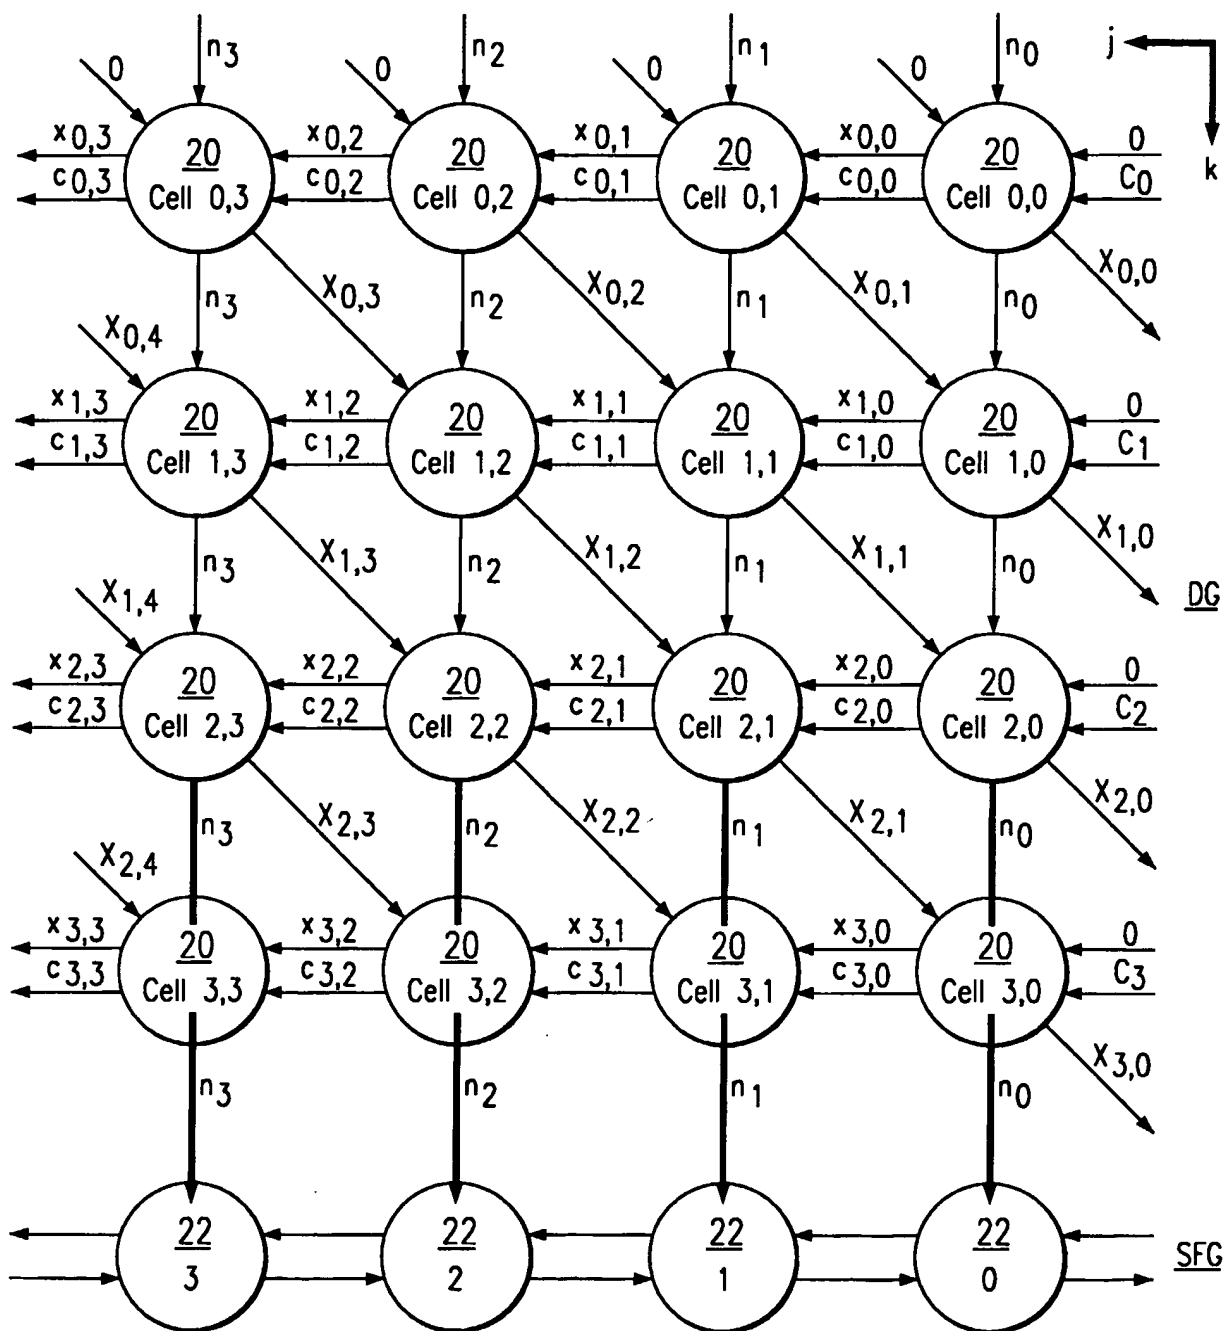 n3 n2 n1 n0 j
0 0 0 0
x0,3 x0,2 x0,1 x0,0 0 k
20 20 20 20
c0,3 c0,2 c0,1 c0,0 C0
Cell 0,3 Cell 0,2 Cell 0,1 Cell 0,0
n3 X0,3 n2 X0,2 n1 X0,1 n0 X0,0
X0,4
x1,3 x1,2 x1,1 x1,0 0
20 20 20 20
c1,3 c1,2 c1,1 c1,0 C1
Cell 1,3 Cell 1,2 Cell 1,1 Cell 1,0
n3 X1,3 n2 X1,2 n1 X1,1 n0 X1,0
X1,4 DG
x2,3 x2,2 x2,1 x2,0 0
20 20 20 20
c2,3 c2,2 c2,1 c2,0 C2
Cell 2,3 Cell 2,2 Cell 2,1 Cell 2,0
n3 X2,3 n2 X2,2 n1 X2,1 n0 X2,0
X2,4
x3,3 x3,2 x3,1 x3,0 0
20 20 20 20
c3,3 c3,2 c3,1 c3,0 C3
Cell 3,3 Cell 3,2 Cell 3,1 Cell 3,0
n3 n2 n1 n0 X3,0
22 22 22 22 SFG
3 2 1 0